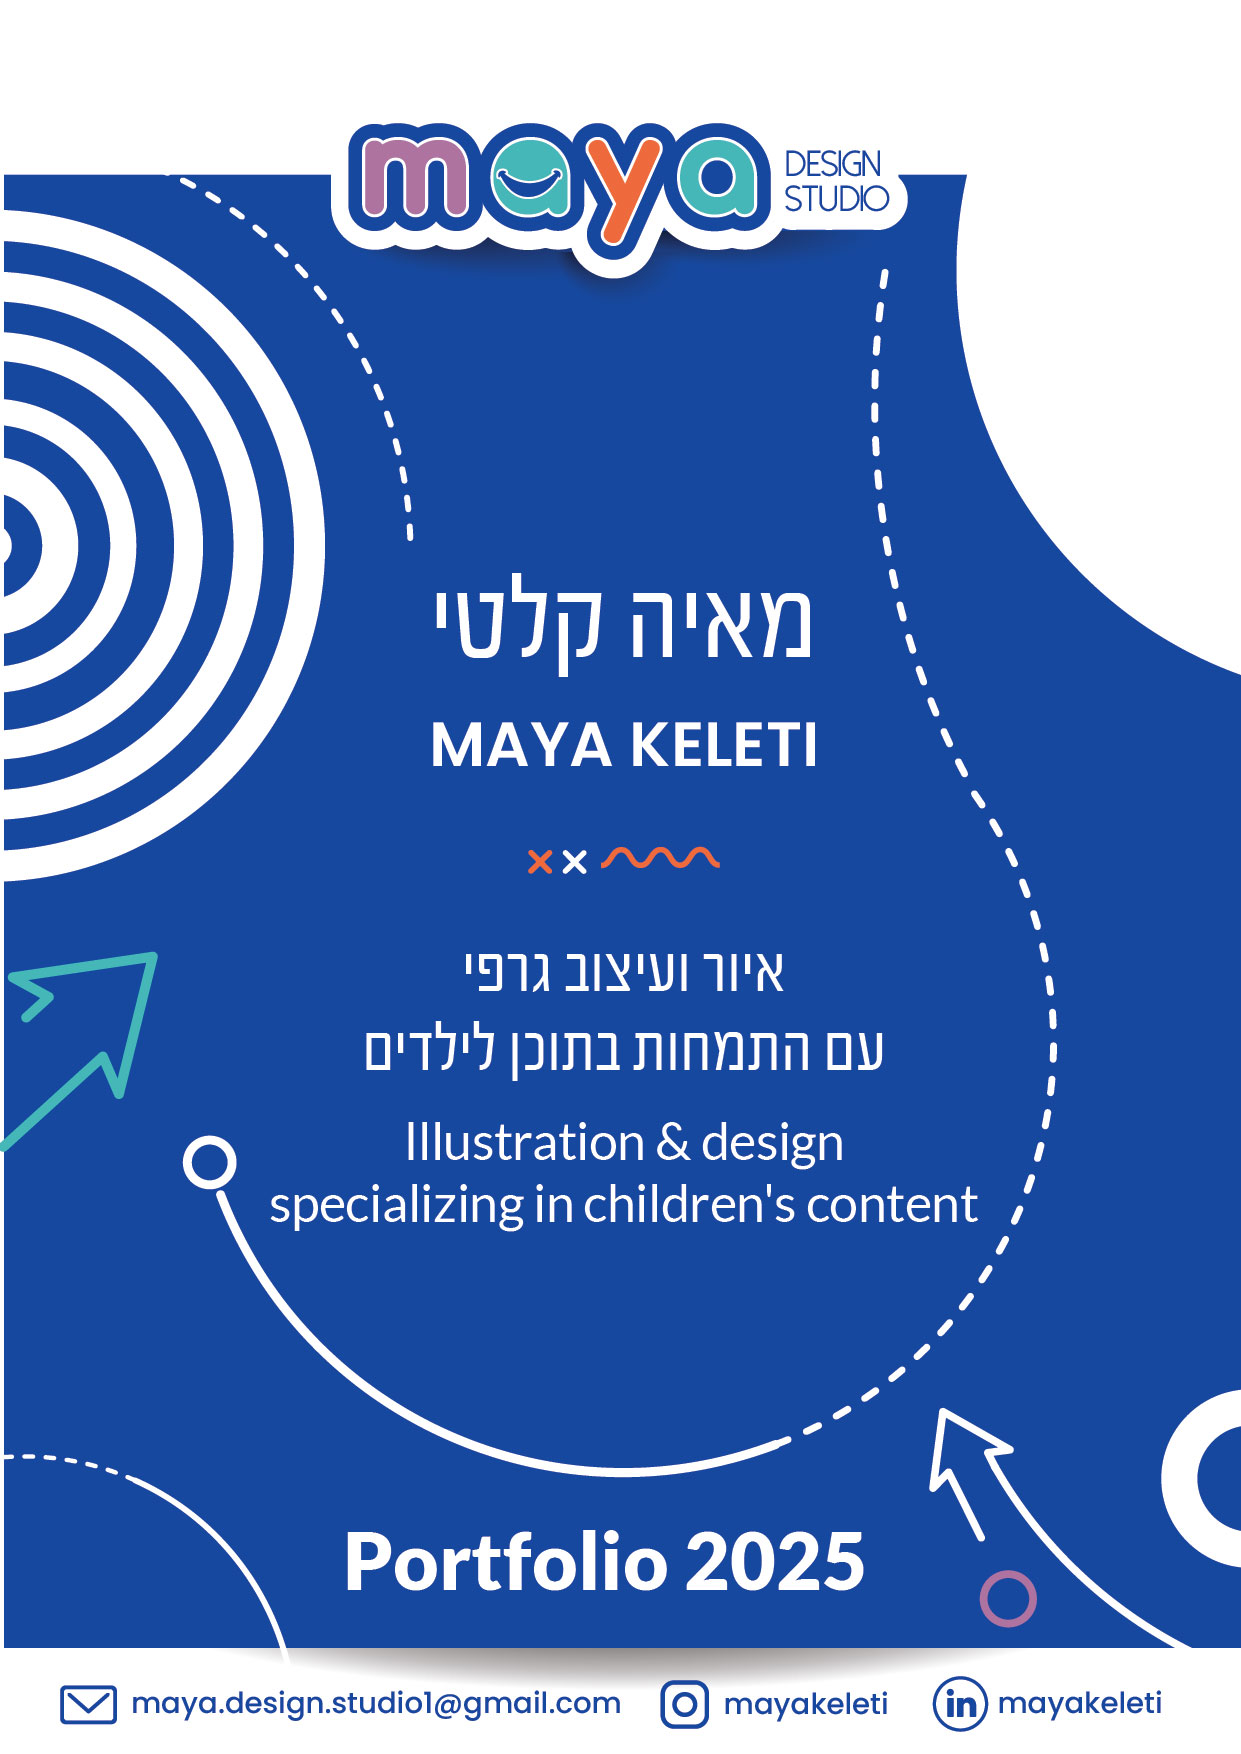 maya
DESIGN
STUDIO
מאיה קלטי
MAYA KELETI
איור ועיצוב גרפי
עם התמחות בתוכן לילדים
Illustration & design
specializing in children's content
Portfolio 2025
maya.design.studio1@gmail.com
mayakeleti
in mayakeleti